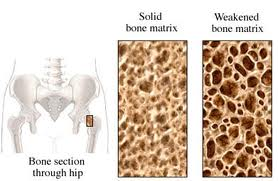 Solid
bone matrix
Weakened
bone matrix
Bone section
through hip